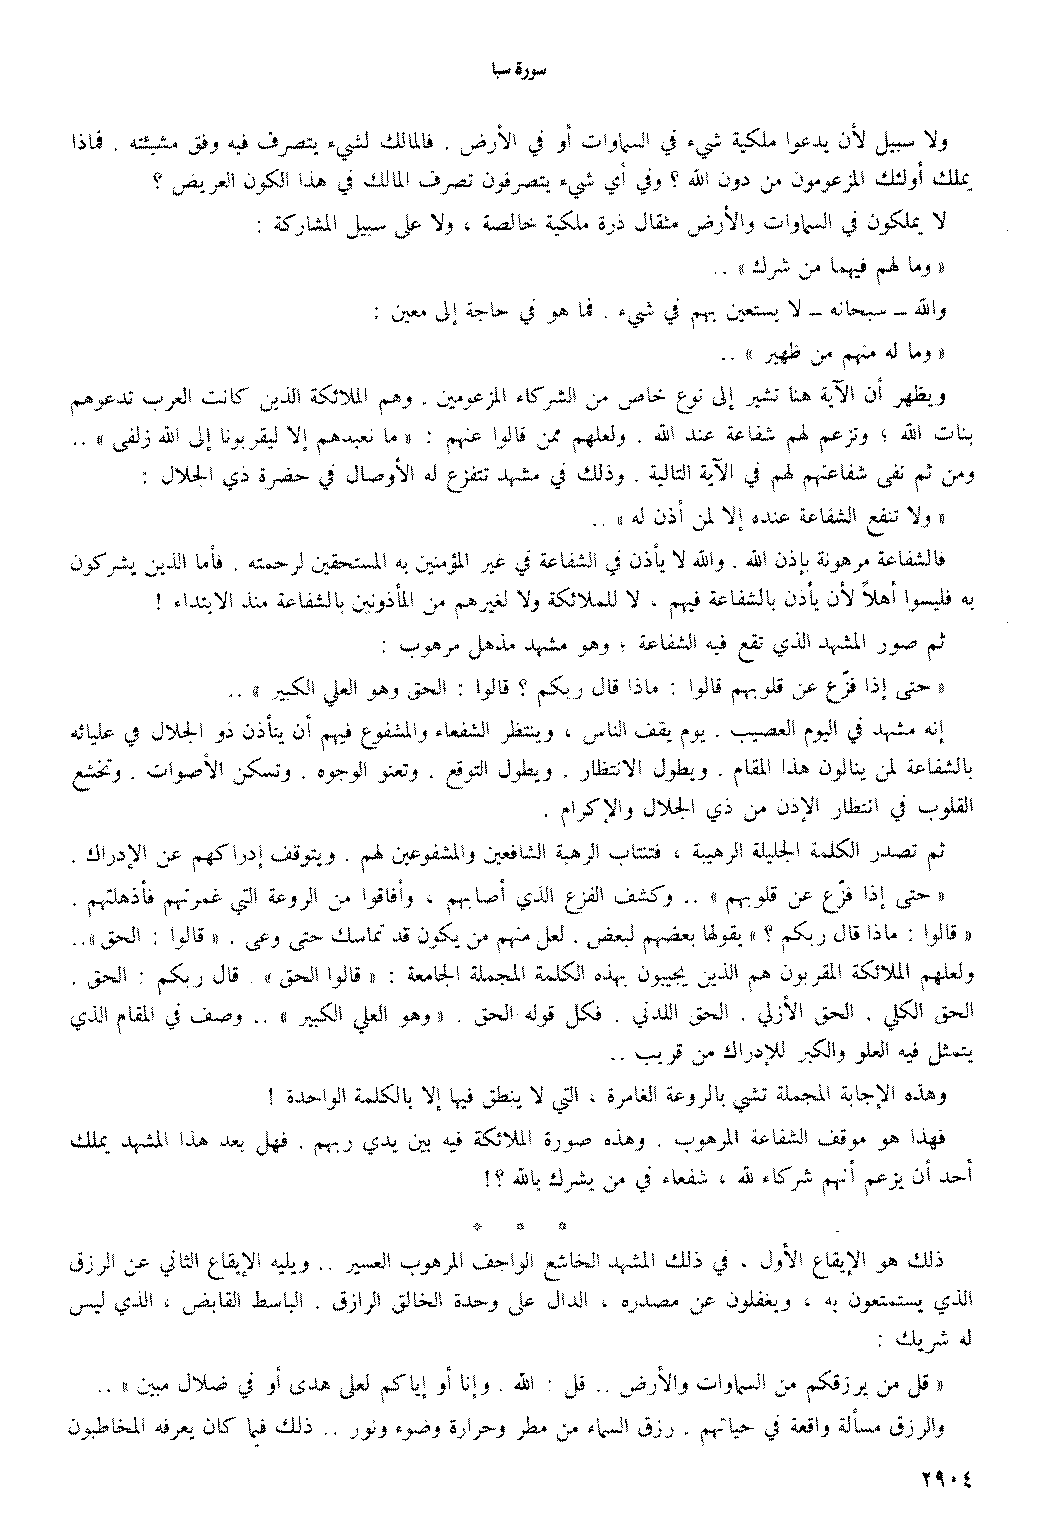 سورة سبا
ولا سبيل لأن يدعوا ملكية شيء في السماوات أو في الأرض . فالمالك لشيء يتصرف فيه وفق مشيئته . فماذا
يملك أولئك المزعومون من دون الله ؟ وفي أي شيء يتصرفون تصرف المالك في هذا الكون العريض ؟
لا يملكون في السماوات والأرض مثقال ذرة ملكية خالصة ، ولا على سبيل المشاركة :
« وما لهم فيهما من شرك » ..
والله – سبحانه – لا يستعين بهم في شيء . فما هو في حاجة إلى معين :
« وما له منهم من ظهير » ..
ويظهر أن الآية هنا تشير إلى نوع خاص من الشركاء المزعومين . وهم الملائكة الذين كانت العرب تدعوهم
بنات الله ؛ وتزعم لهم شفاعة عند الله . ولعلهم ممن قالوا عنهم : « ما نعبدهم إلا ليقربونا إلى الله زلفى » ..
ومن ثم نفى شفاعتهم لهم في الآية التالية . وذلك في مشهد تتفزع له الأوصال في حضرة ذي الجلال :
« ولا تنفع الشفاعة عنده إلا لمن أذن له » ..
فالشفاعة مرهونة بإذن الله . والله لا يأذن في الشفاعة في غير المؤمنين به المستحقين لرحمته . فأما الذين يشركون
به فليسوا أهلاً لأن يأذن بالشفاعة فيهم ، لا للملائكة ولا لغيرهم من المأذونين بالشفاعة منذ الابتداء !
ثم صور المشهد الذي تقع فيه الشفاعة ؛ وهو مشهد مذهل مرهوب :
« حتى إذا فزّع عن قلوبهم قالوا : ماذا قال ربكم ؟ قالوا : الحق وهو العلي الكبير » ..
إنه مشهد في اليوم العصيب . يوم يقف الناس ، وينتظر الشفعاء والمشفوع فيهم أن يتأذن ذو الجلال في عليائه
بالشفاعة لمن ينالون هذا المقام . ويطول الانتظار . ويطول التوقع . وتعنو الوجوه . وتسكن الأصوات . وتخشع
القلوب في انتظار الإذن من ذي الجلال والإكرام .
ثم تصدر الكلمة الجليلة الرهيبة ، فتنتاب الرهبة الشافعين والمشفوعين لهم . ويتوقف إدراكهم عن الإدراك .
« حتى إذا فزّع عن قلوبهم » .. وكشف الفزع الذي أصابهم ، وأفاقوا من الروعة التي غمرتهم فأذهلتهم .
« قالوا : ماذا قال ربكم ؟ » يقولها بعضهم لبعض . لعل منهم من يكون قد تماسك حتى وعى . « قالوا : الحق »..
ولعلهم الملائكة المقربون هم الذين يجيبون بهذه الكلمة المجملة الجامعة : « قالوا الحق » . قال ربكم : الحق .
الحق الكلي . الحق الأزلي . الحق اللدني . فكل قوله الحق . « وهو العلي الكبير » .. وصف في المقام الذي
يتمثل فيه العلو والكبر للإدراك من قريب ..
وهذه الإجابة المجملة تشي بالروعة الغامرة ، التي لا ينطق فيها إلا بالكلمة الواحدة !
فهذا هو موقف الشفاعة المرهوب . وهذه صورة الملائكة فيه بين يدي ربهم . فهل بعد هذا المشهد يملك
أحد أن يزعم أنهم شركاء لله ، شفعاء في من يشرك بالله ؟!
* * *
ذلك هو الإيقاع الأول ، في ذلك المشهد الخاشع الواجف المرهوب العسير .. ويليه الإيقاع الثاني عن الرزق
الذي يستمتعون به ، ويغفلون عن مصدره ، الدال على وحدة الخالق الرازق . الباسط القابض ، الذي ليس
له شريك :
« قل من يرزقكم من السماوات والأرض .. قل : الله . وإنا أو إياكم لعلى هدى أو في ضلال مبين » ..
والرزق مسألة واقعة في حياتهم . رزق السماء من مطر وحرارة وضوء ونور .. ذلك فيما كان يعرفه المخاطبون
٢٩٠٤